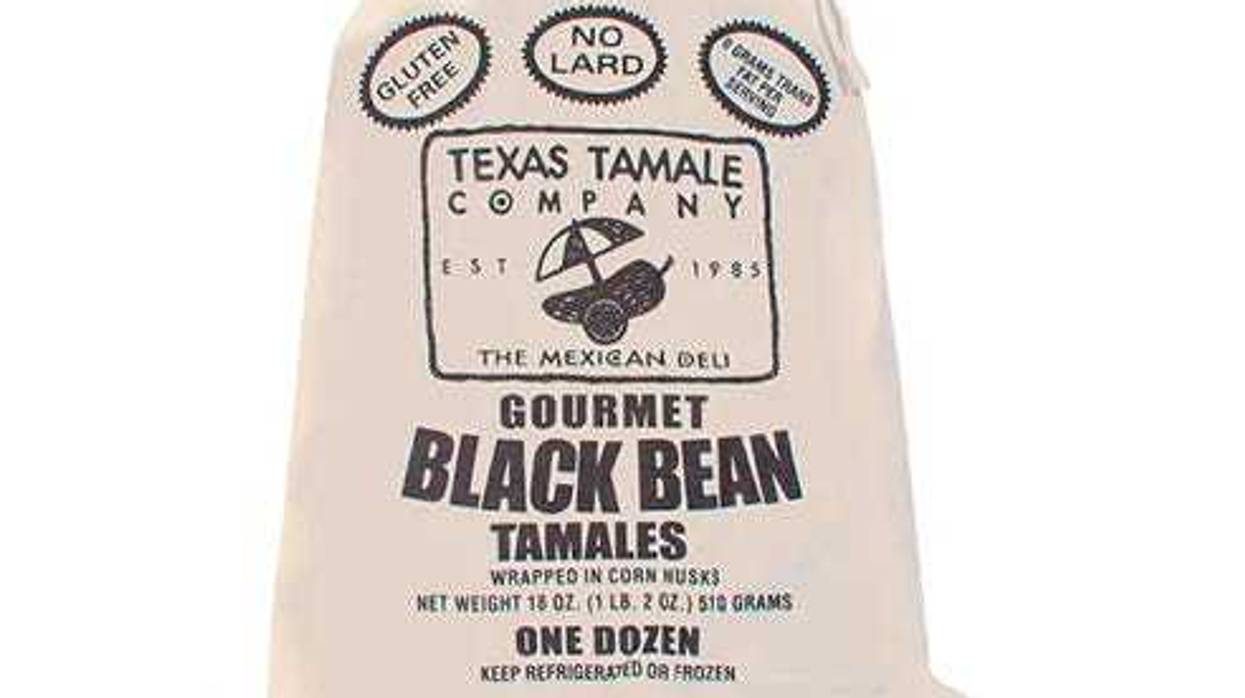 GLUTEN
FREE
NO
LARD
0 GRAMS TRANS
FAT PER
SERVING
TEXAS TAMALE
COMPANY
EST 1985
THE MEXICAN DELI
GOURMET
BLACK BEAN
TAMALES
WRAPPED IN CORN HUSKS
NET WEIGHT 18 OZ. (1 LB. 2 OZ.) 510 GRAMS
ONE DOZEN
KEEP REFRIGERATED OR FROZEN